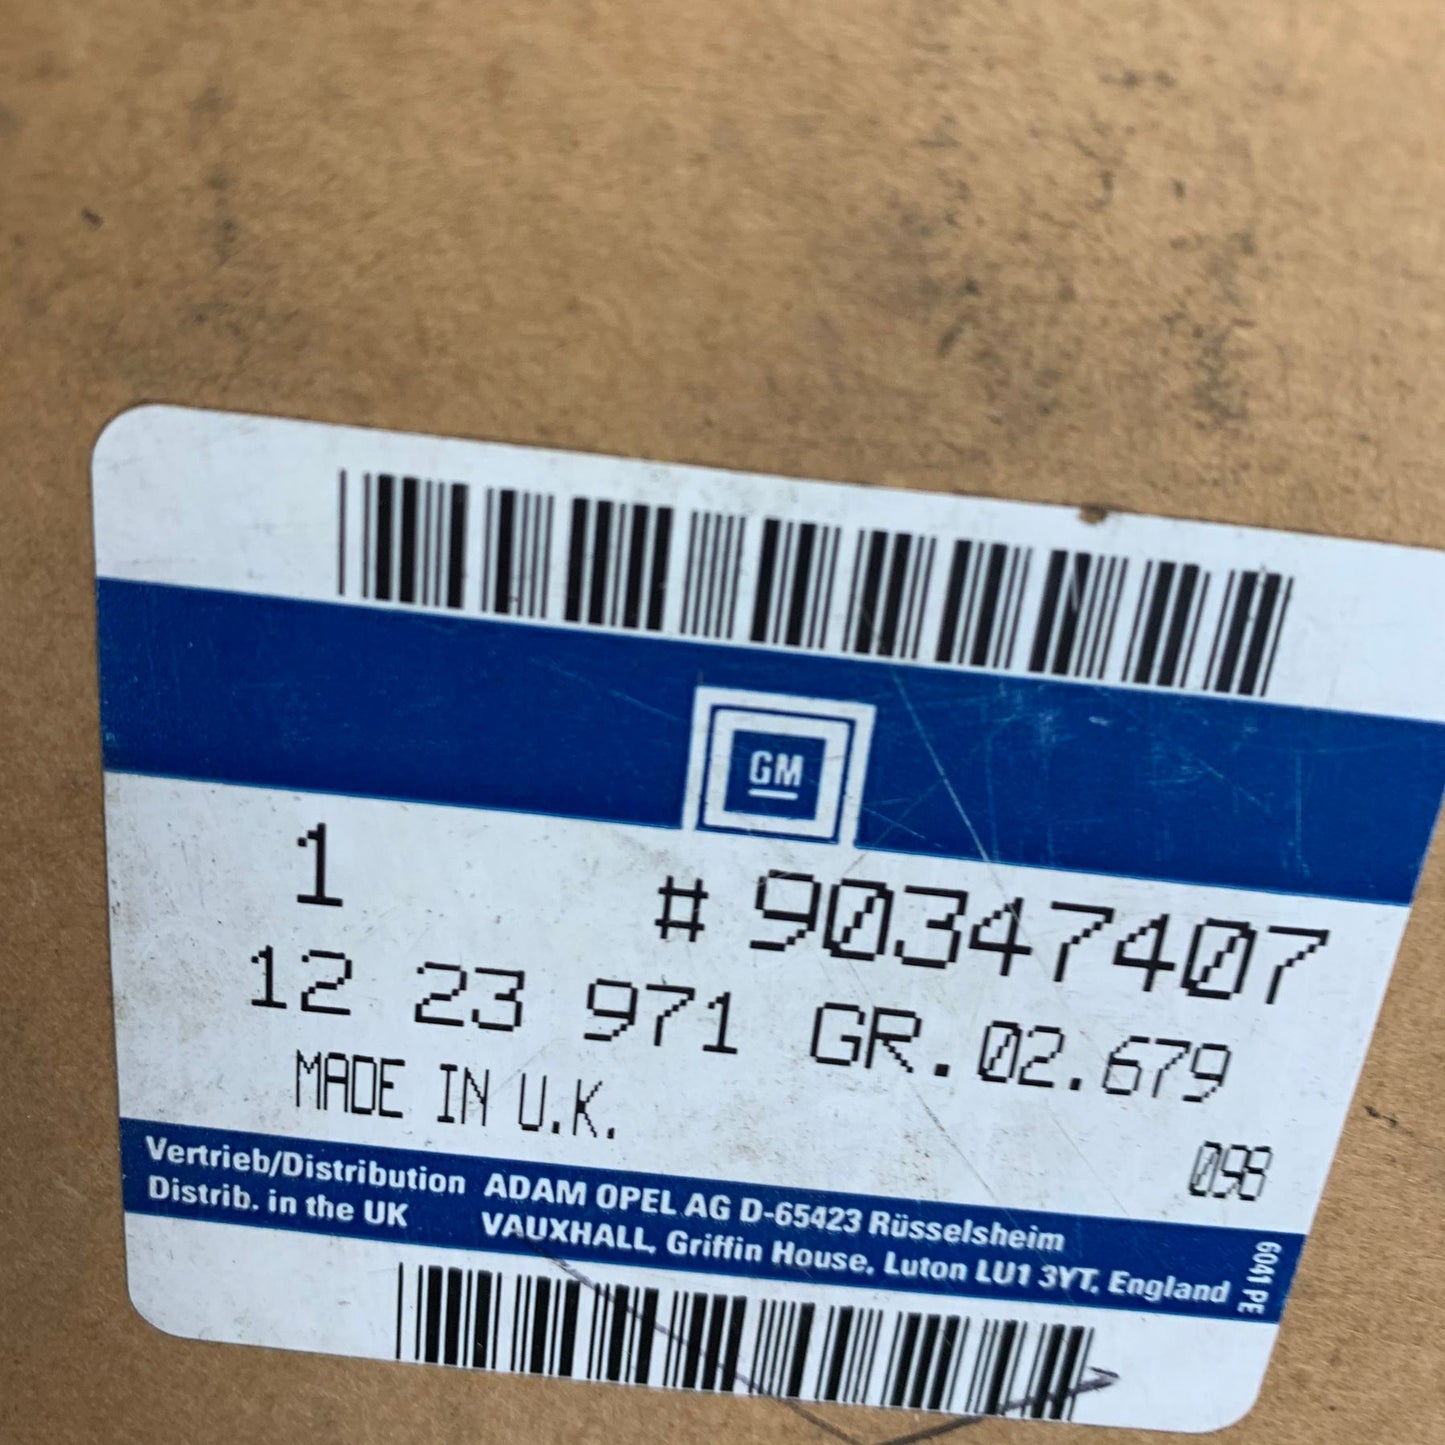 GM
1 # 90347407
12 23 971 GR.02.679
MADE IN U.K.
098
Vertrieb/Distribution ADAM OPEL AG D-65423 Rüsselsheim
Distrib. in the UK VAUXHALL, Griffin House, Luton LU1 3YT, England
6041 PE